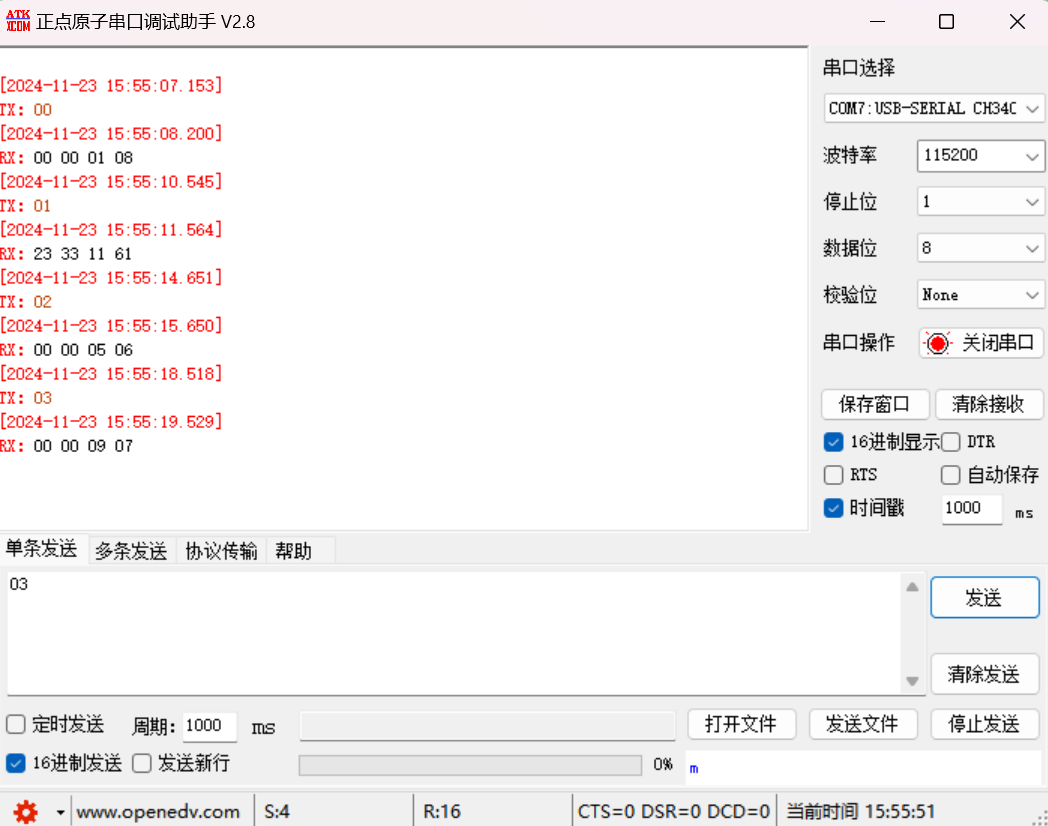 ATK
XCOM 正点原子串口调试助手 V2.8
[2024-11-23 15:55:07.153]
TX: 00
[2024-11-23 15:55:08.200]
RX: 00 00 01 08
[2024-11-23 15:55:10.545]
TX: 01
[2024-11-23 15:55:11.564]
RX: 23 33 11 61
[2024-11-23 15:55:14.651]
TX: 02
[2024-11-23 15:55:15.650]
RX: 00 00 05 06
[2024-11-23 15:55:18.518]
TX: 03
[2024-11-23 15:55:19.529]
RX: 00 00 09 07
串口选择
COM7:USB-SERIAL CH340
波特率 115200
停止位 1
数据位 8
校验位 None
串口操作 关闭串口
保存窗口 清除接收
16进制显示 DTR
RTS 自动保存
时间戳 1000 ms
单条发送 多条发送 协议传输 帮助
03
发送
清除发送
定时发送 周期: 1000 ms 打开文件 发送文件 停止发送
16进制发送 发送新行 0% m
www.openedv.com S:4 R:16 CTS=0 DSR=0 DCD=0 当前时间 15:55:51